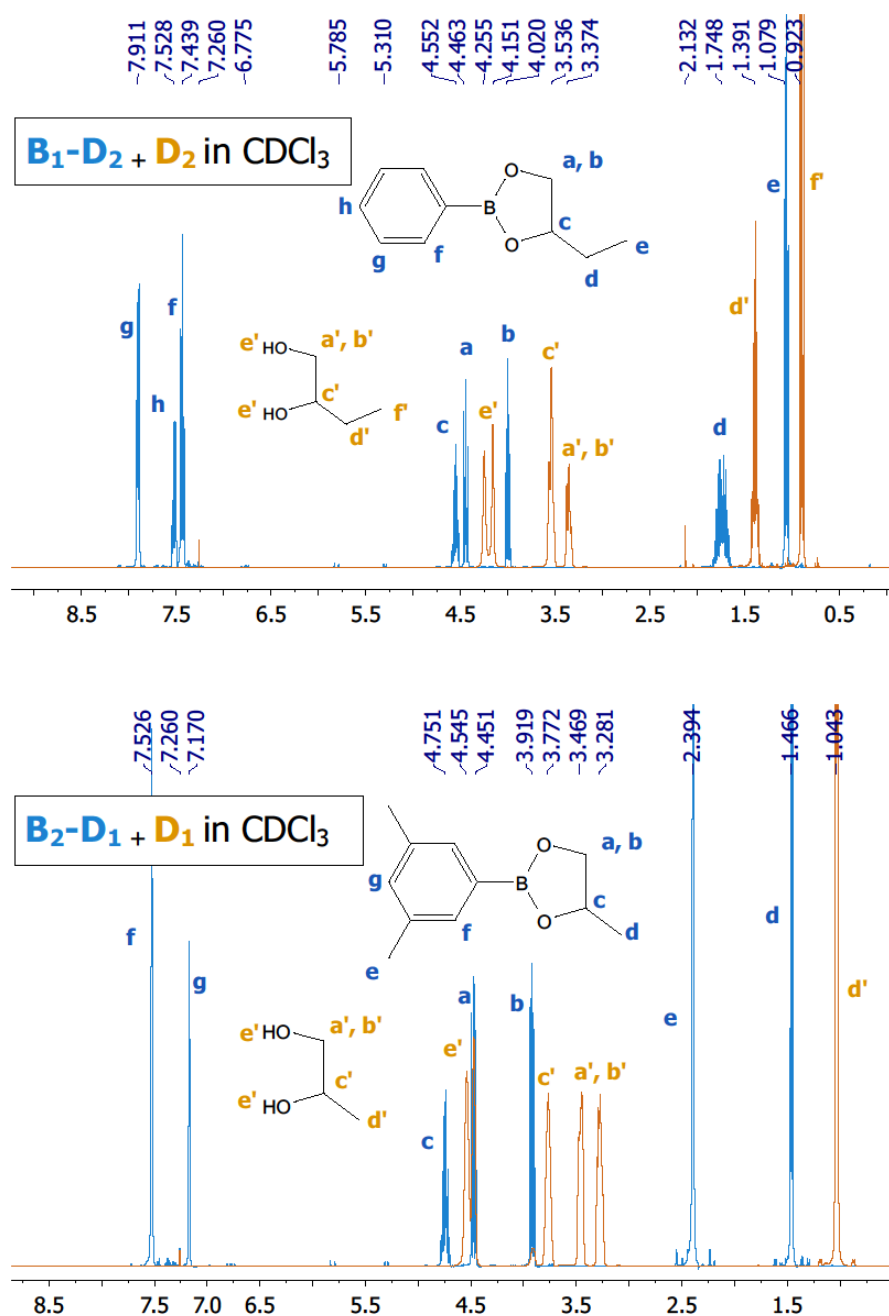 7.911
7.528
7.439
7.260
6.775
5.785
5.310
4.552
4.463
4.255
4.151
4.020
3.536
3.374
2.132
1.748
1.391
1.079
0.923
B1-D2 + D2 in CDCl3
O
a, b
h
B
e
f'
c
O
e
g
f
d
g
f
d'
e'
HO
a', b'
a
b
c'
h
c'
e'
e'
HO
f'
c
a', b'
d
d'
8.5 7.5 6.5 5.5 4.5 3.5 2.5 1.5 0.5
7.526
7.260
7.170
4.751
4.545
4.451
3.919
3.772
3.469
3.281
2.394
1.466
1.043
B2-D1 + D1 in CDCl3
O
a, b
g
B
c
O
f
f
d
d
e
g
a
b
e
d'
e'
HO
a', b'
e'
c'
a', b'
c'
e'
HO
d'
c
8.5 7.5 7.0 6.5 5.5 4.5 3.5 2.5 1.5